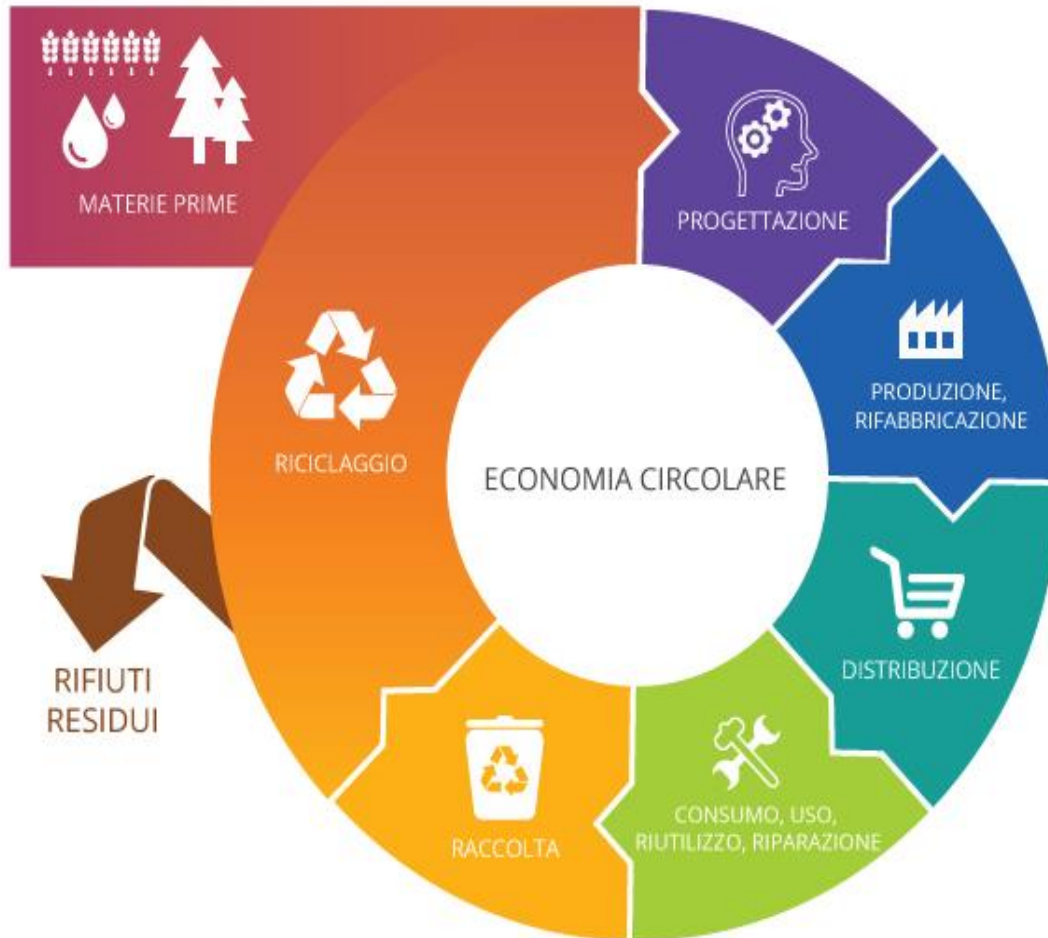 MATERIE PRIME
PROGETTAZIONE
PRODUZIONE,
RIFABBRICAZIONE
RICICLAGGIO
ECONOMIA CIRCOLARE
DISTRIBUZIONE
RIFIUTI
RESIDUI
CONSUMO, USO,
RIUTILIZZO, RIPARAZIONE
RACCOLTA